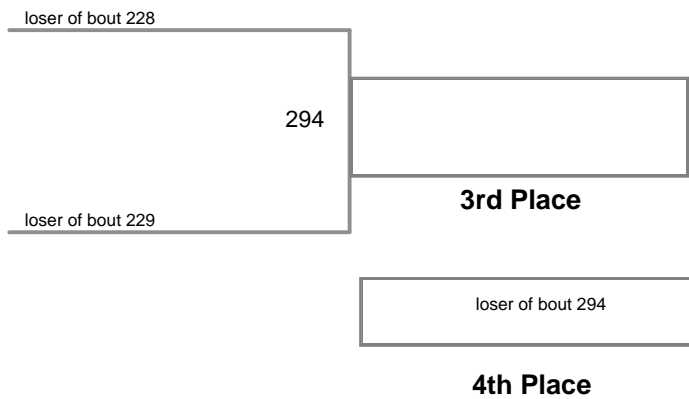 loser of bout 228
294
3rd Place
loser of bout 229
loser of bout 294
4th Place